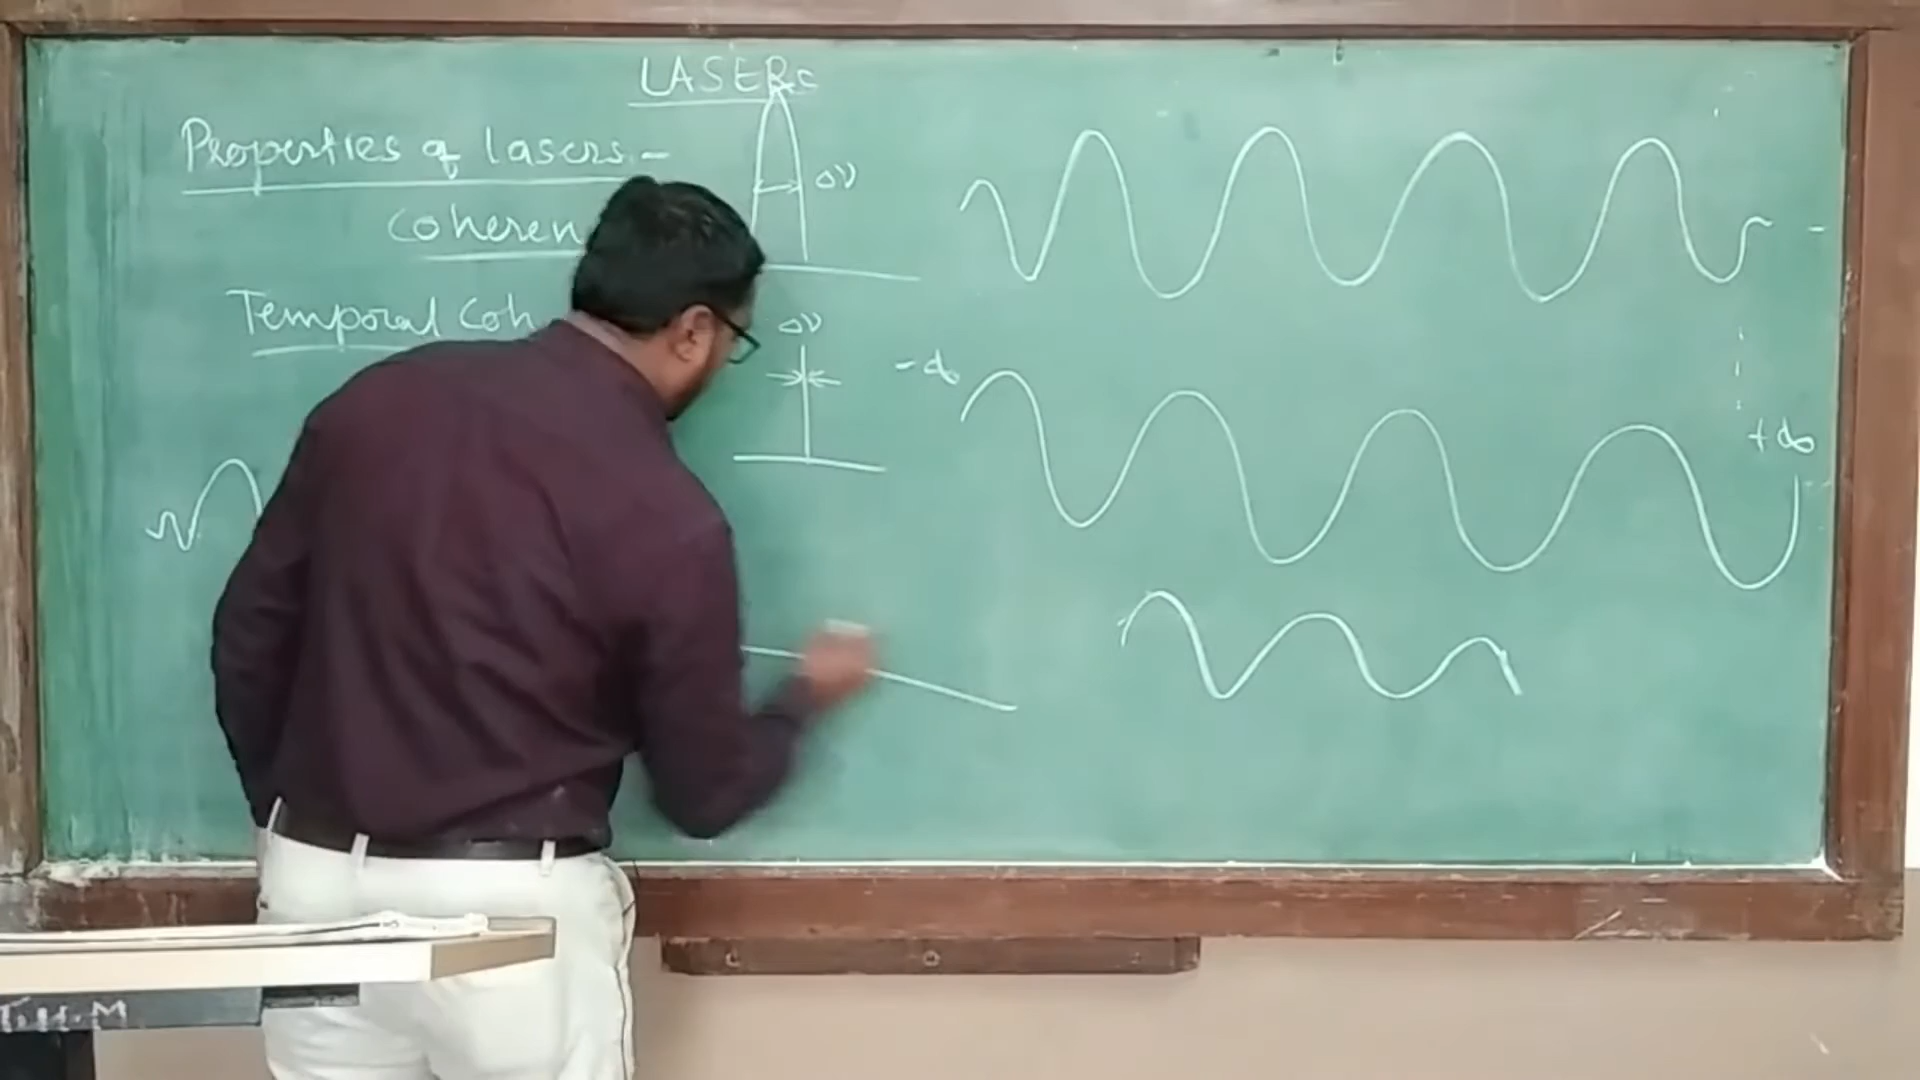 LASERs
Properties of lasers -
Coheren
Temporal Coh
Δν
Δν
- ∞
+ ∞
T.H.M